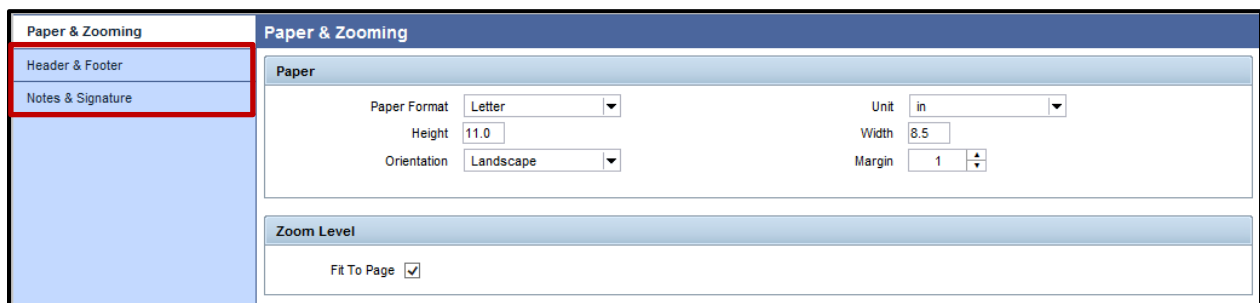 Paper & Zooming
Header & Footer
Notes & Signature
Paper & Zooming
Paper
Paper Format Letter Unit in
Height 11.0 Width 8.5
Orientation Landscape Margin 1
Zoom Level
Fit To Page